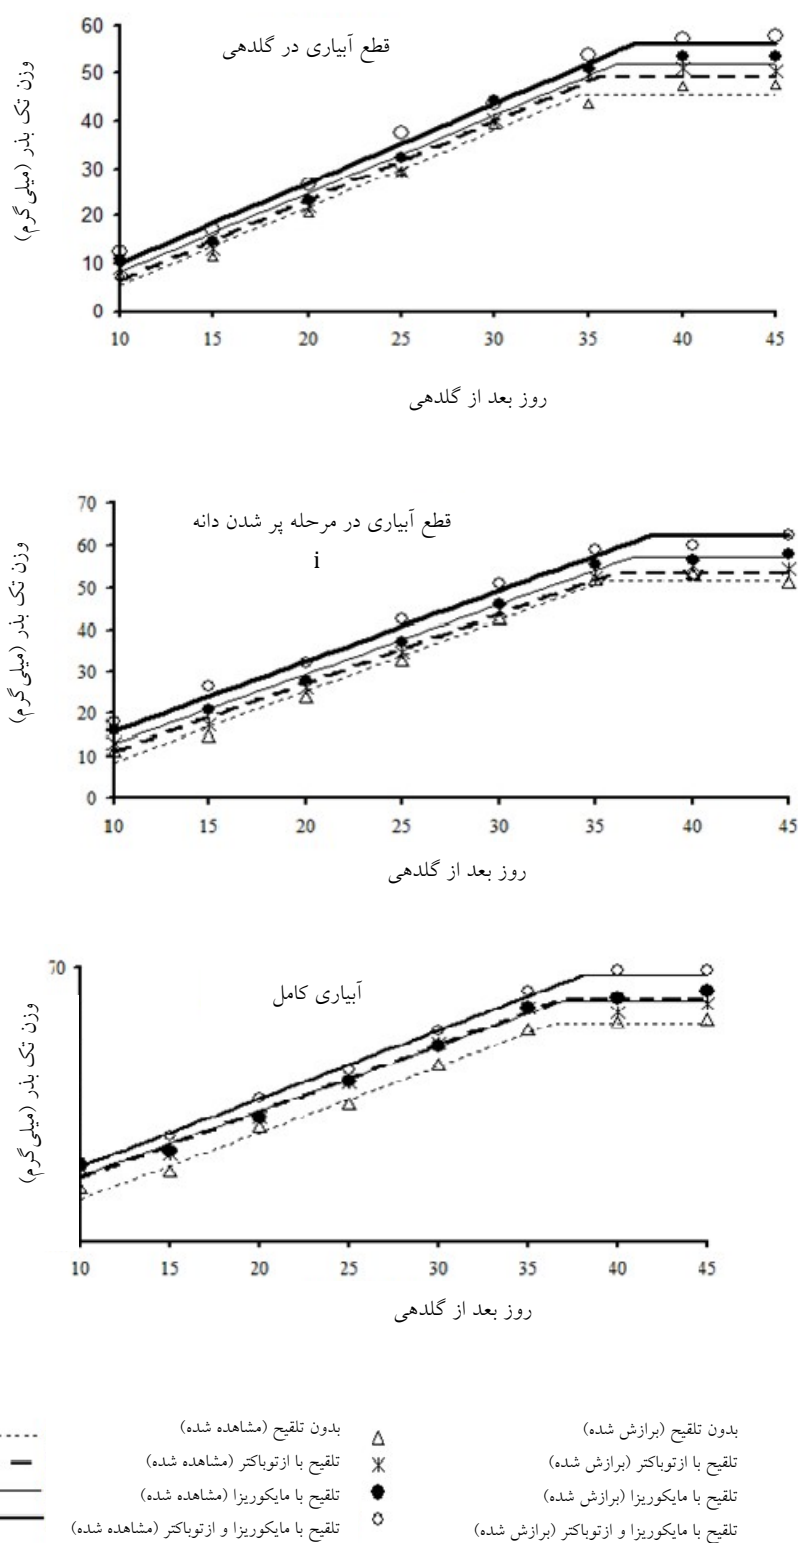 قطع آبیاری در گلدهی
وزن تک بذر (میلی‌گرم)
60
50
40
30
20
10
0
10 15 20 25 30 35 40 45
روز بعد از گلدهی
قطع آبیاری در مرحله پر شدن دانه
i
وزن تک بذر (میلی‌گرم)
70
60
50
40
30
20
10
0
10 15 20 25 30 35 40 45
روز بعد از گلدهی
آبیاری کامل
وزن تک بذر (میلی‌گرم)
70
10 15 20 25 30 35 40 45
روز بعد از گلدهی
بدون تلقیح (برازش شده) بدون تلقیح (مشاهده شده)
تلقیح با ازتوباکتر (برازش شده) تلقیح با ازتوباکتر (مشاهده شده)
تلقیح با مایکوریزا (برازش شده) تلقیح با مایکوریزا (مشاهده شده)
تلقیح با مایکوریزا و ازتوباکتر (برازش شده) تلقیح با مایکوریزا و ازتوباکتر (مشاهده شده)